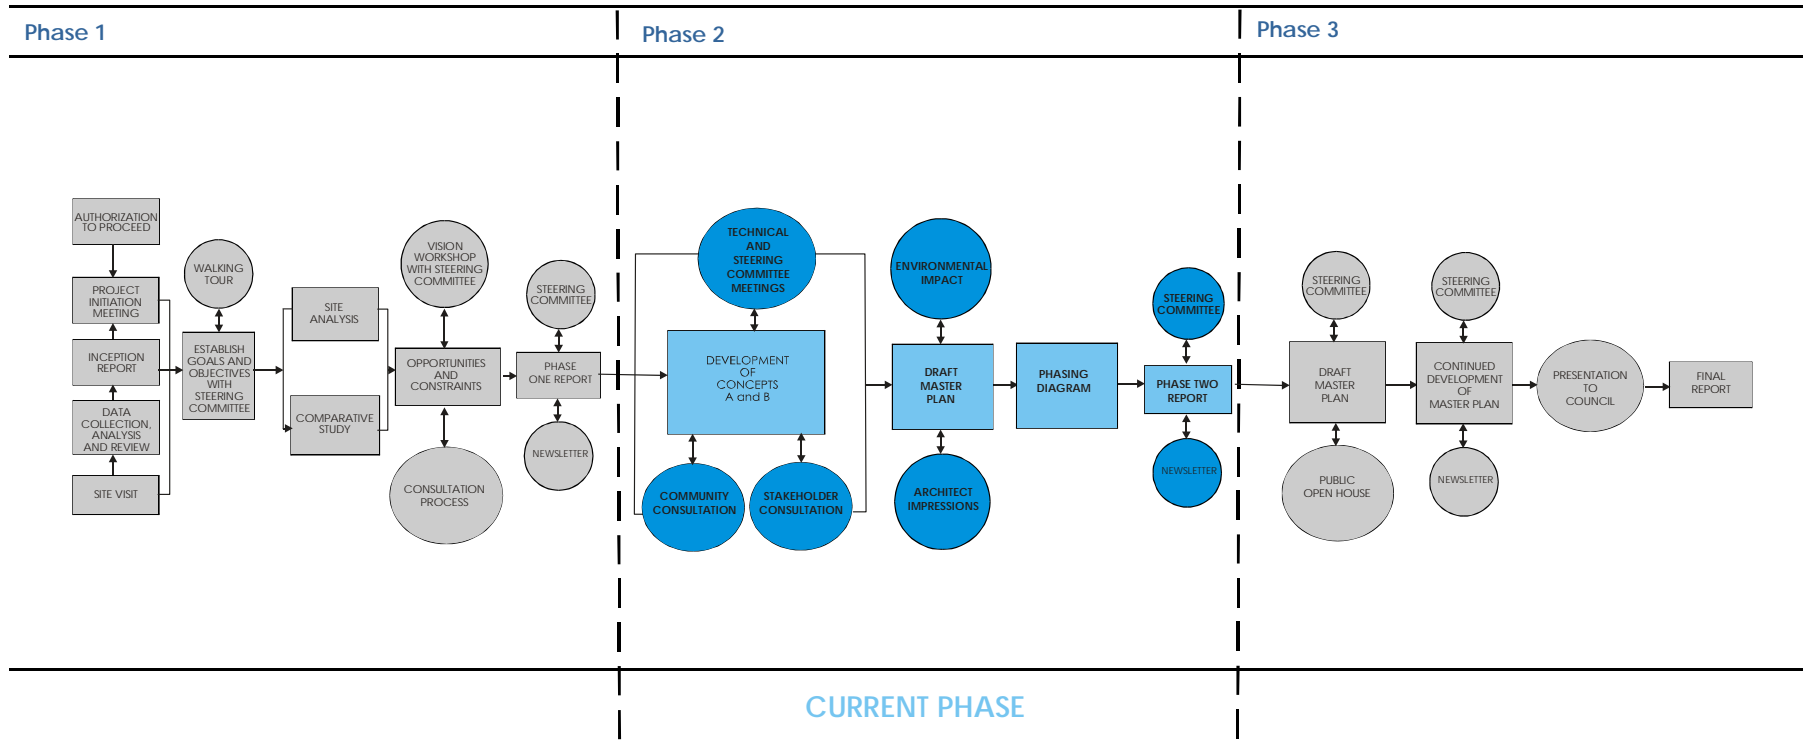 Phase 1
Phase 2
Phase 3
AUTHORIZATION
TO PROCEED
PROJECT
INITIATION
MEETING
INCEPTION
REPORT
DATA
COLLECTION,
ANALYSIS
AND REVIEW
SITE VISIT
WALKING
TOUR
ESTABLISH
GOALS AND
OBJECTIVES
WITH
STEERING
COMMITTEE
SITE
ANALYSIS
COMPARATIVE
STUDY
VISION
WORKSHOP
WITH STEERING
COMMITTEE
OPPORTUNITIES
AND
CONSTRAINTS
CONSULTATION
PROCESS
STEERING
COMMITTEE
PHASE
ONE REPORT
NEWSLETTER
TECHNICAL
AND
STEERING
COMMITTEE
MEETINGS
DEVELOPMENT
OF
CONCEPTS
A and B
COMMUNITY
CONSULTATION
STAKEHOLDER
CONSULTATION
ENVIRONMENTAL
IMPACT
DRAFT
MASTER
PLAN
ARCHITECT
IMPRESSIONS
PHASING
DIAGRAM
STEERING
COMMITTEE
PHASE TWO
REPORT
NEWSLETTER
STEERING
COMMITTEE
DRAFT
MASTER
PLAN
PUBLIC
OPEN HOUSE
STEERING
COMMITTEE
CONTINUED
DEVELOPMENT
OF
MASTER PLAN
NEWSLETTER
PRESENTATION
TO
COUNCIL
FINAL
REPORT
CURRENT PHASE